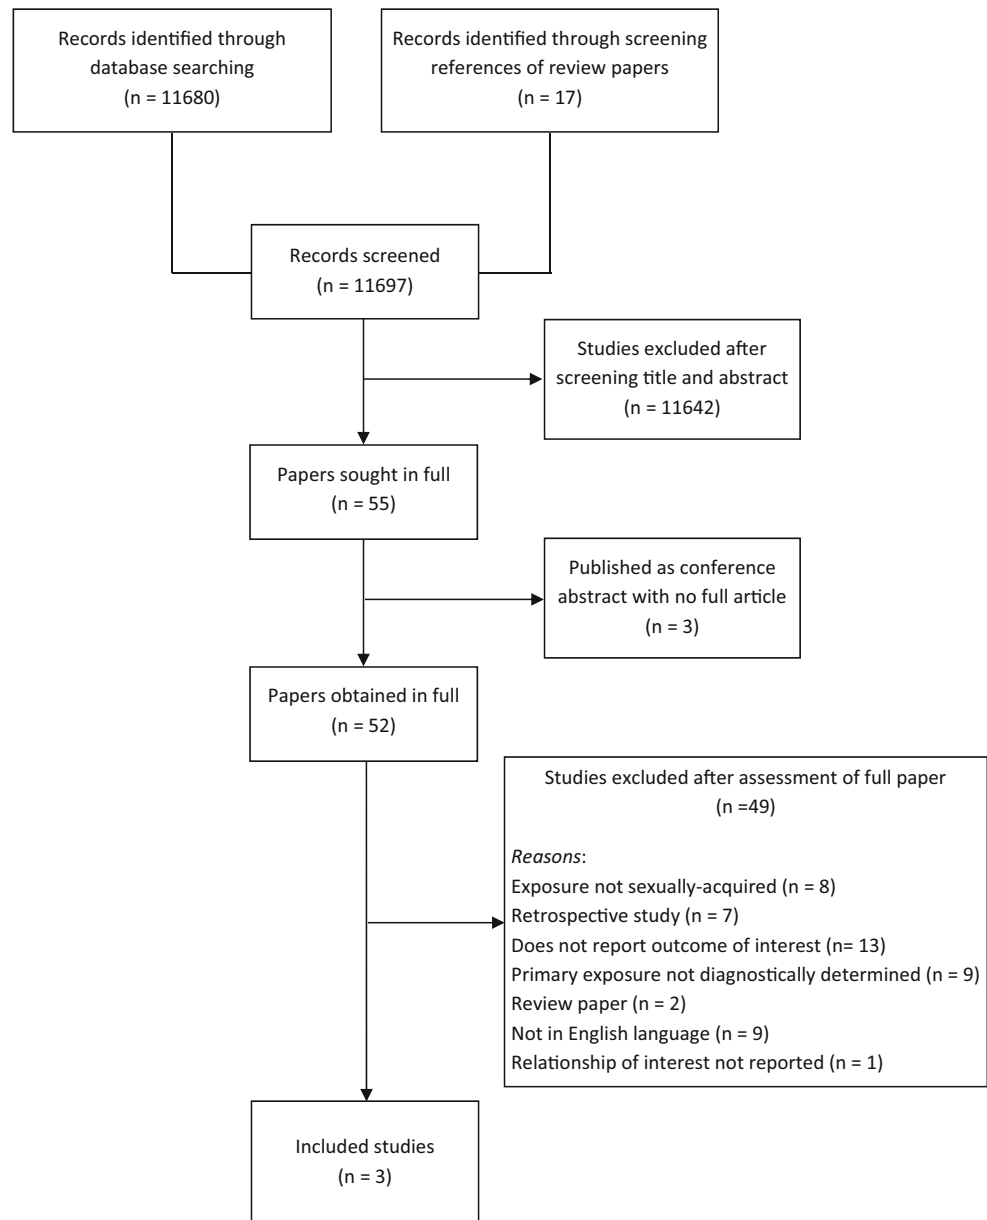 Records identified through
database searching
(n = 11680)
Records identified through screening
references of review papers
(n = 17)
Records screened
(n = 11697)
Studies excluded after
screening title and abstract
(n = 11642)
Papers sought in full
(n = 55)
Published as conference
abstract with no full article
(n = 3)
Papers obtained in full
(n = 52)
Studies excluded after assessment of full paper
(n =49)
Reasons:
Exposure not sexually-acquired (n = 8)
Retrospective study (n = 7)
Does not report outcome of interest (n= 13)
Primary exposure not diagnostically determined (n = 9)
Review paper (n = 2)
Not in English language (n = 9)
Relationship of interest not reported (n = 1)
Included studies
(n = 3)